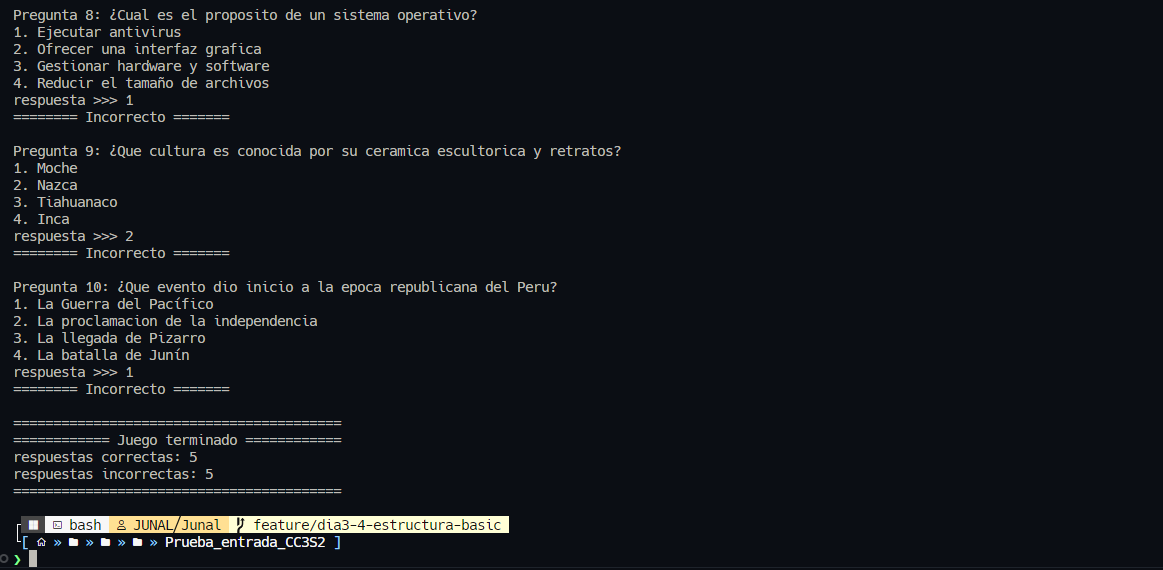 Pregunta 8: ¿Cual es el proposito de un sistema operativo?
1. Ejecutar antivirus
2. Ofrecer una interfaz grafica
3. Gestionar hardware y software
4. Reducir el tamaño de archivos
respuesta >>> 1
======== Incorrecto =======
Pregunta 9: ¿Que cultura es conocida por su ceramica escultorica y retratos?
1. Moche
2. Nazca
3. Tiahuanaco
4. Inca
respuesta >>> 2
======== Incorrecto =======
Pregunta 10: ¿Que evento dio inicio a la epoca republicana del Peru?
1. La Guerra del Pacífico
2. La proclamacion de la independencia
3. La llegada de Pizarro
4. La batalla de Junín
respuesta >>> 1
======== Incorrecto =======
=========================================
============ Juego terminado ============
respuestas correctas: 5
respuestas incorrectas: 5
=========================================
bash JUNAL/Junal feature/dia3-4-estructura-basic
[ » » » » Prueba_entrada_CC3S2 ]
❯